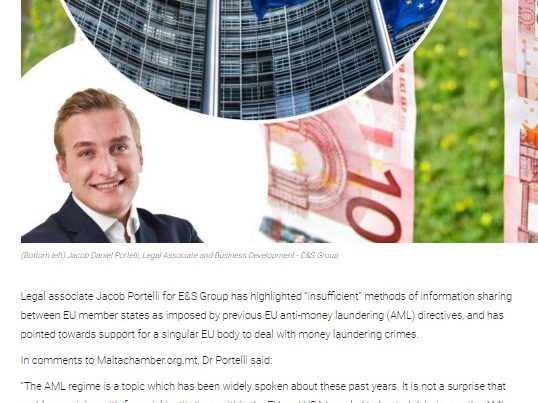 10
(Bottom left) Jacob Daniel Portelli, Legal Associate and Business Development - E&S Group
Legal associate Jacob Portelli for E&S Group has highlighted "insufficient" methods of information sharing
between EU member states as imposed by previous EU anti-money laundering (AML) directives, and has
pointed towards support for a singular EU body to deal with money laundering crimes.
In comments to Maltachamber.org.mt, Dr Portelli said:
"The AML regime is a topic which has been widely spoken about these past years. It is not a surprise that